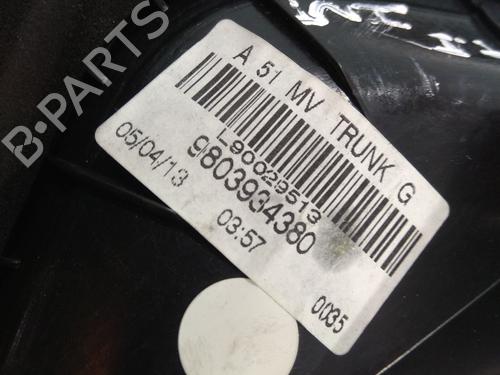 B-PARTS
A 51 MV TRUNK G
L90029513
9803934380
05/04/13
03:57
0035